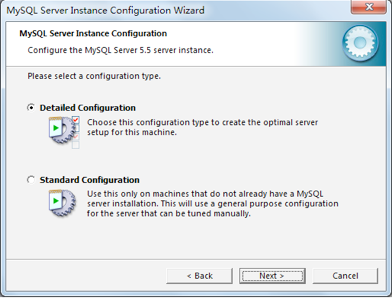 MySQL Server Instance Configuration Wizard
MySQL Server Instance Configuration
Configure the MySQL Server 5.5 server instance.
Please select a configuration type.
Detailed Configuration
Choose this configuration type to create the optimal server
setup for this machine.
Standard Configuration
Use this only on machines that do not already have a MySQL
server installation. This will use a general purpose configuration
for the server that can be tuned manually.
< Back
Next >
Cancel